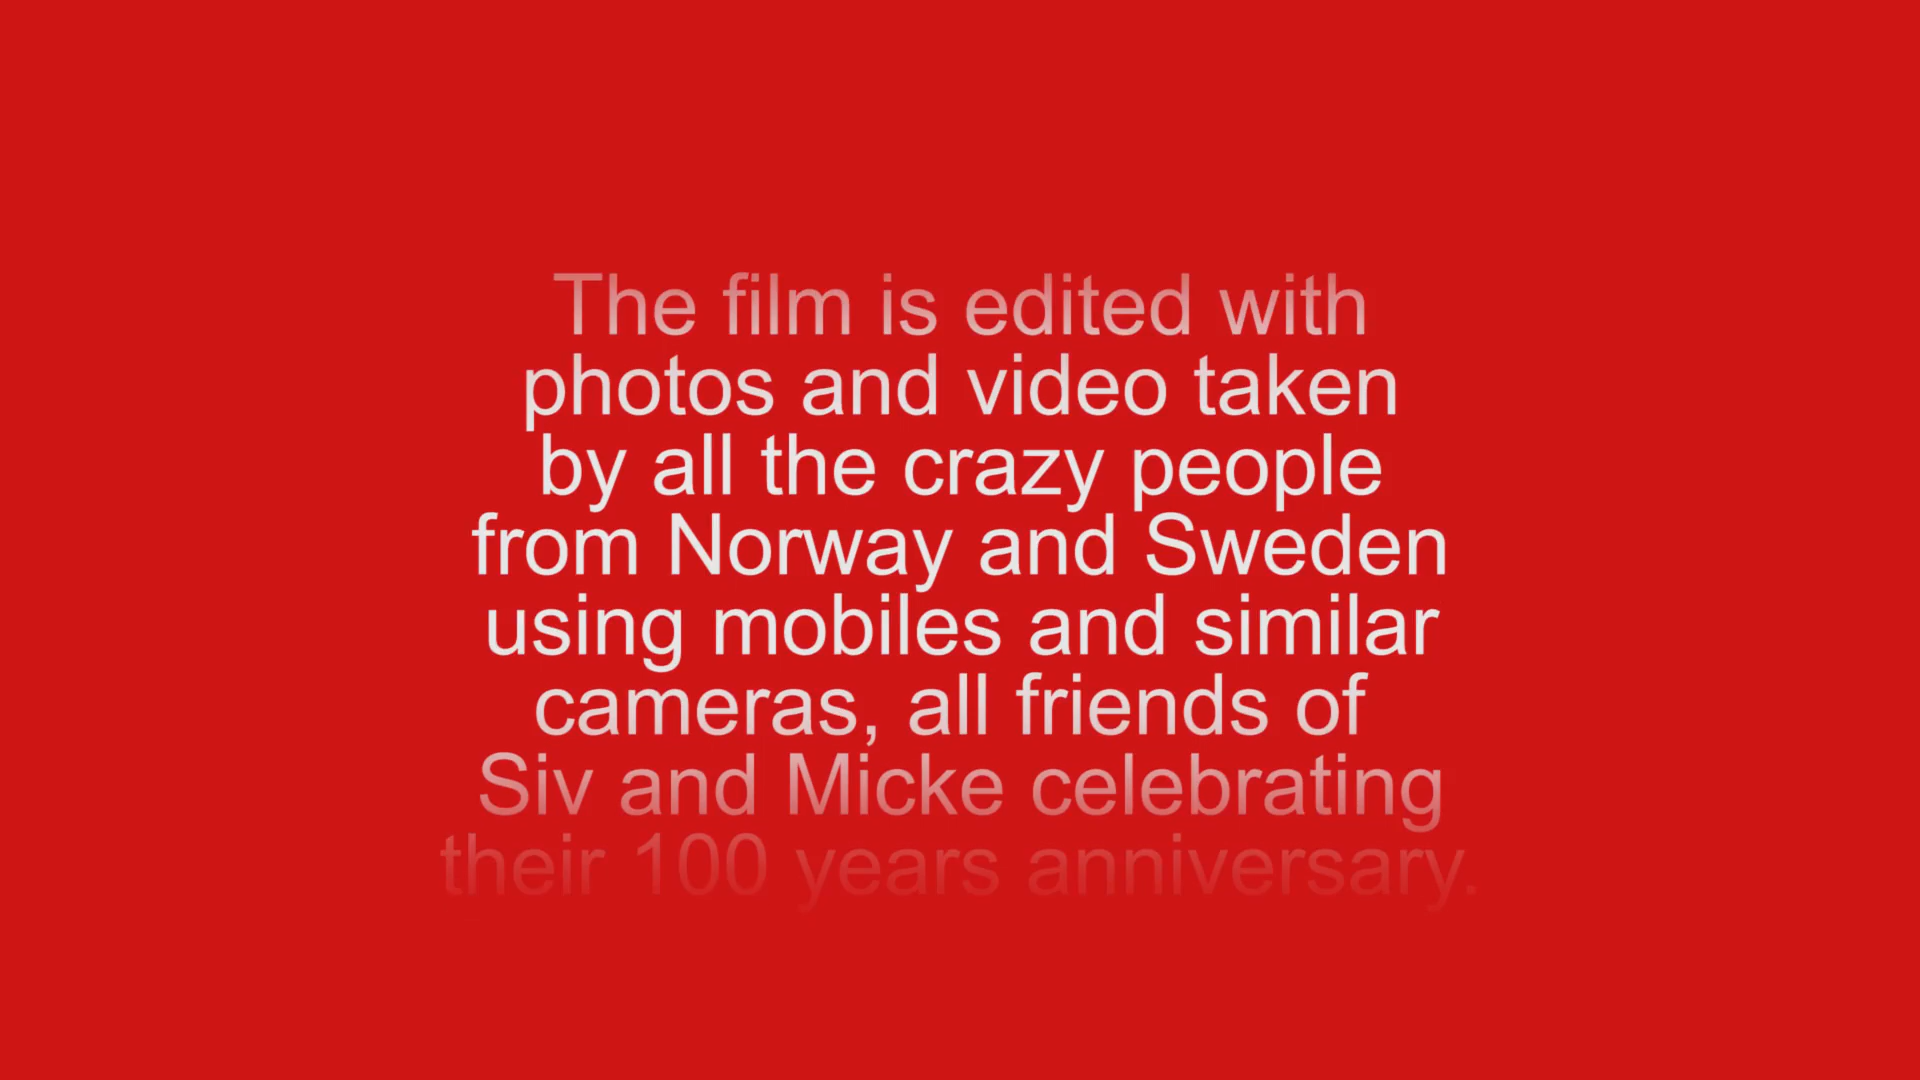 The film is edited with
photos and video taken
by all the crazy people
from Norway and Sweden
using mobiles and similar
cameras, all friends of
Siv and Micke celebrating
their 100 years anniversary.